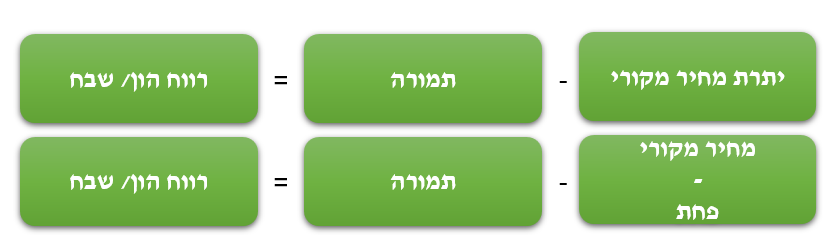 רווח הון/ שבח = תמורה - יתרת מחיר מקורי
רווח הון/ שבח = תמורה - מחיר מקורי
-
פחת